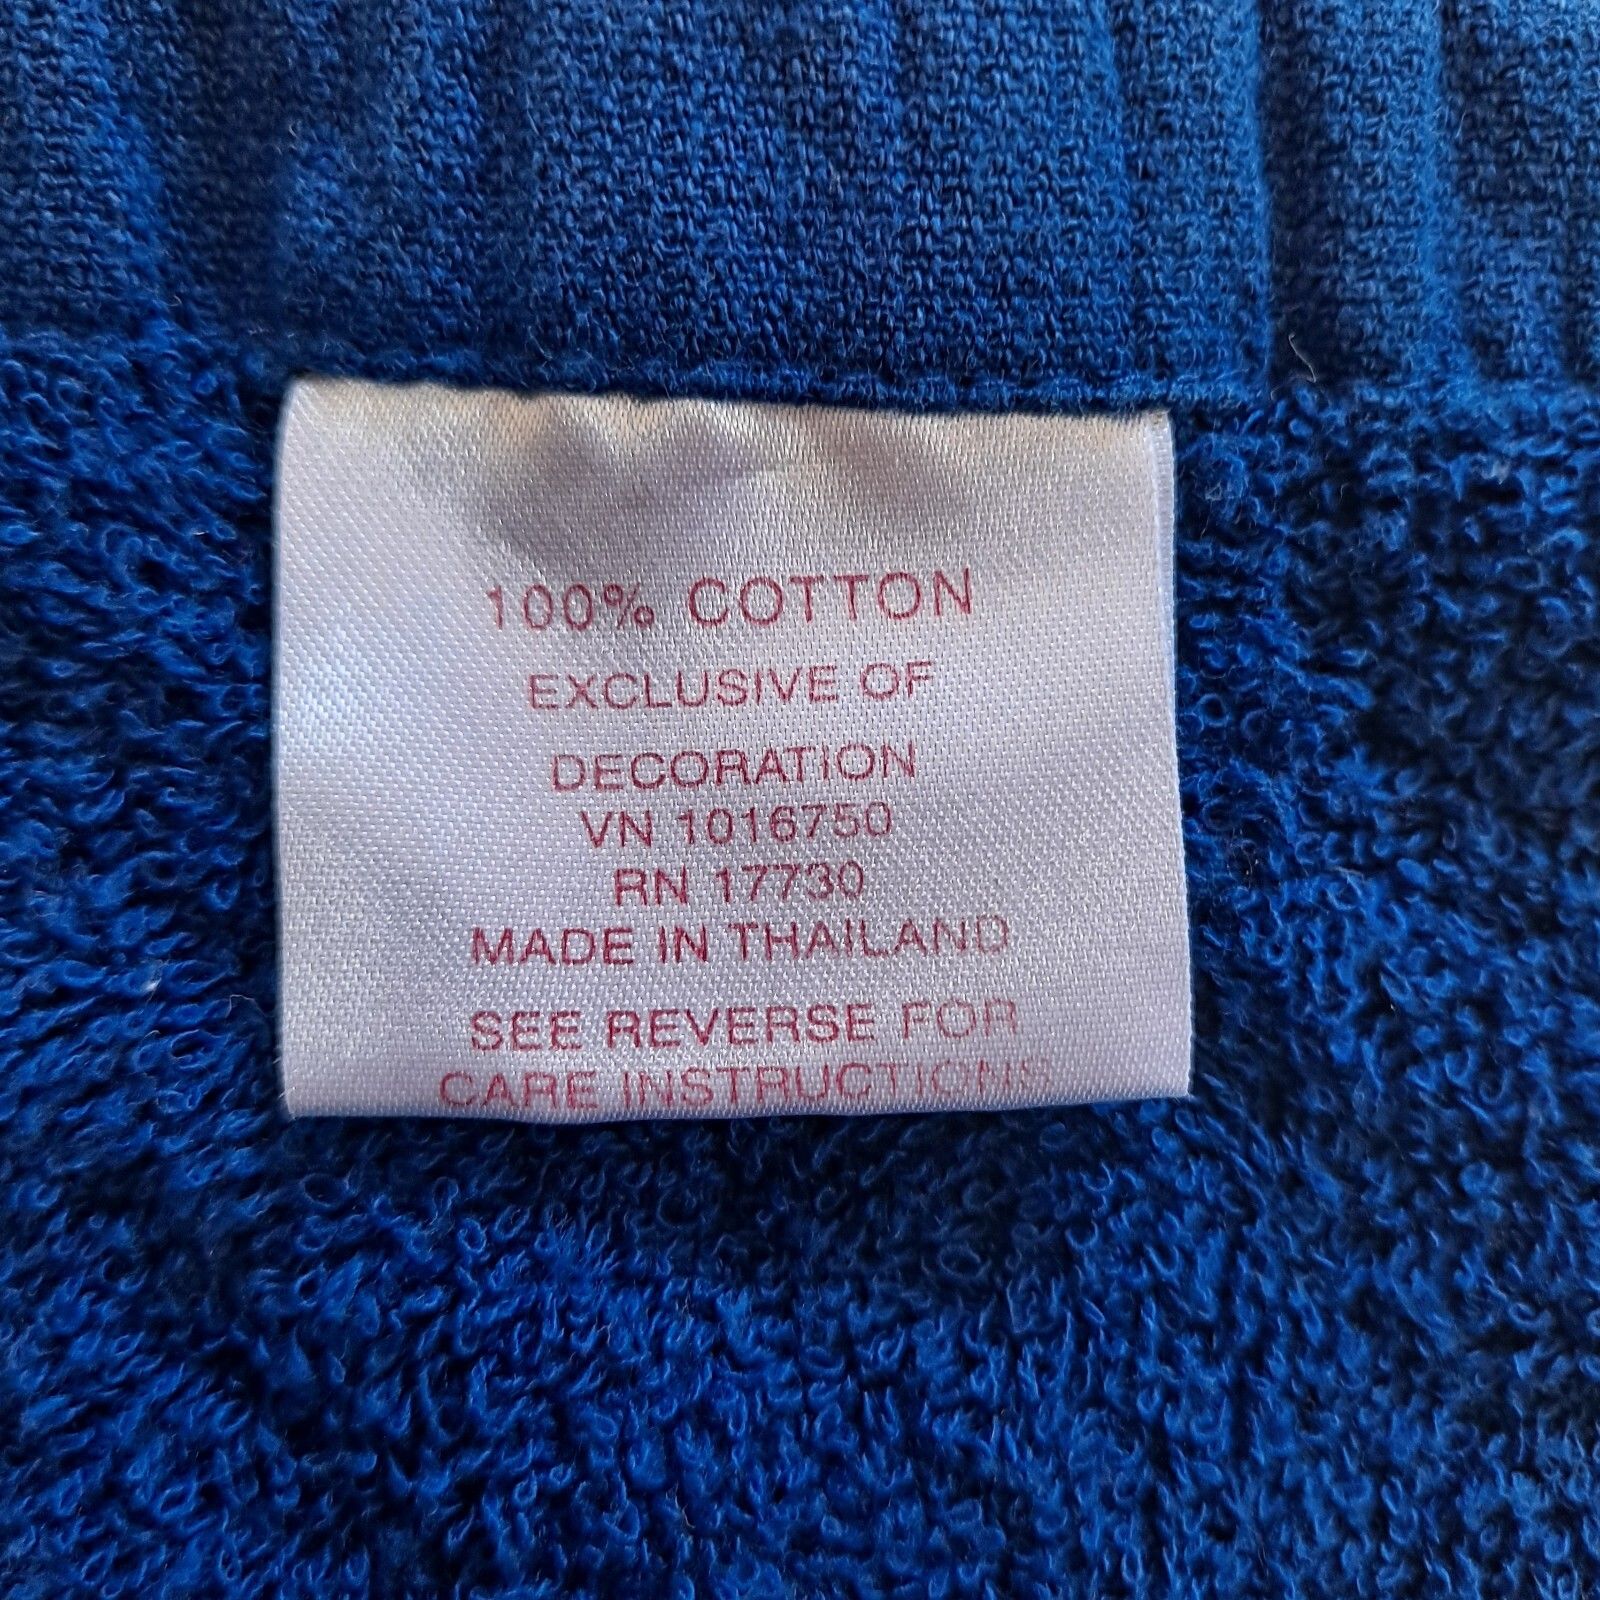 100% COTTON
EXCLUSIVE OF
DECORATION
VN 1016750
RN 17730
MADE IN THAILAND
SEE REVERSE FOR
CARE INSTRUCTIONS